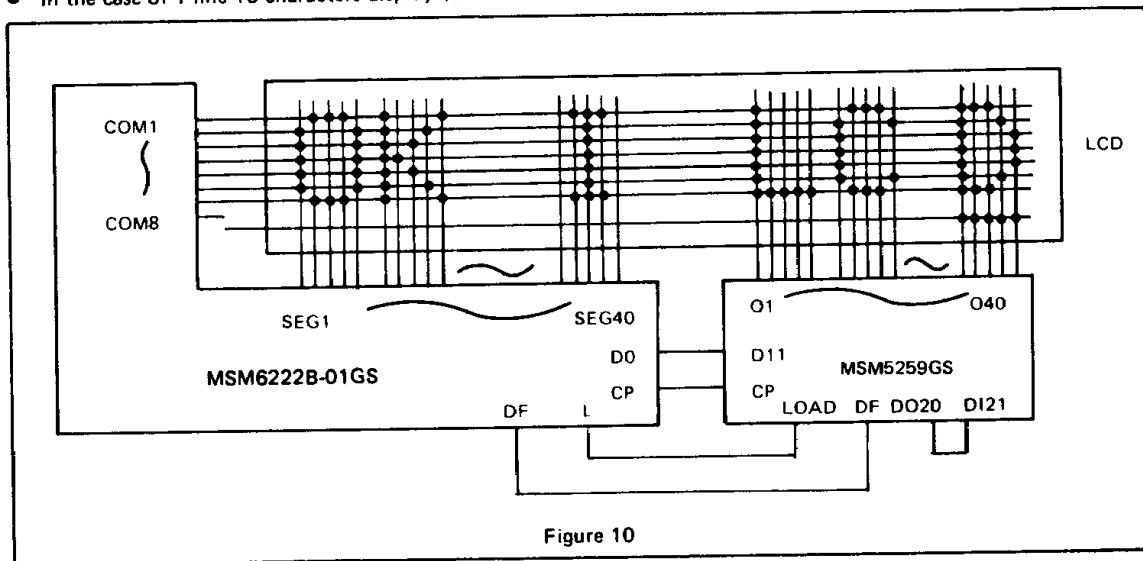 ● In the case of 1 line 16 characters display
COM1
LCD
COM8
SEG1
SEG40
O1
O40
MSM6222B-01GS
D0
D11
MSM5259GS
CP
CP
DF
L
LOAD
DF
DO20
DI21
Figure 10